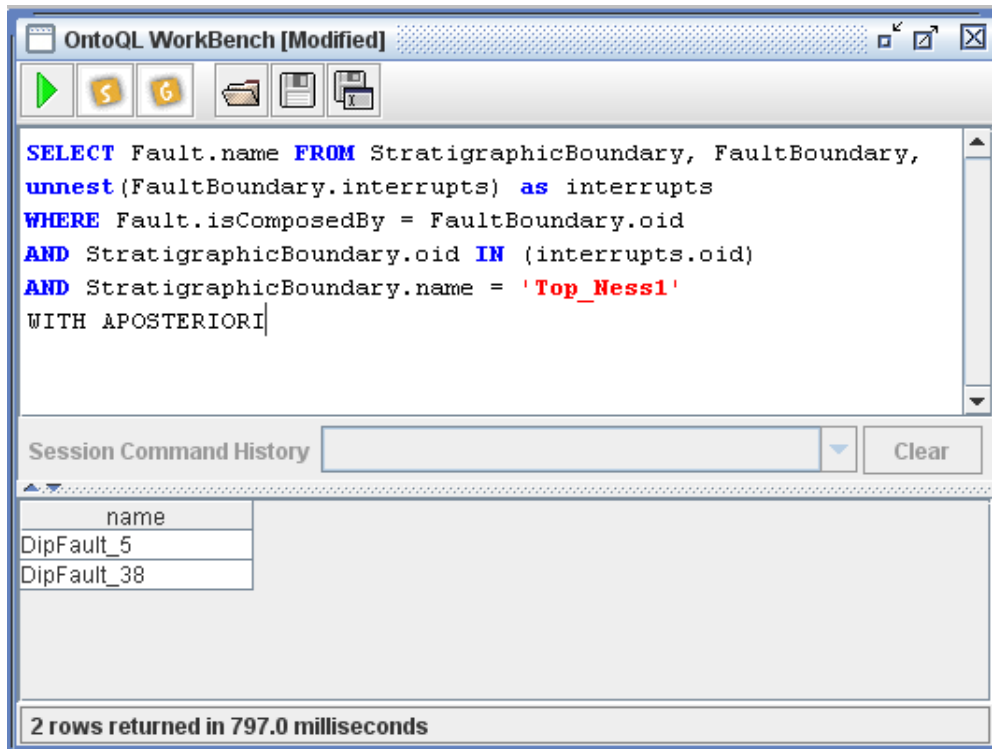 OntoQL WorkBench [Modified]
S G
SELECT Fault.name FROM StratigraphicBoundary, FaultBoundary,
unnest(FaultBoundary.interrupts) as interrupts
WHERE Fault.isComposedBy = FaultBoundary.oid
AND StratigraphicBoundary.oid IN (interrupts.oid)
AND StratigraphicBoundary.name = 'Top_Ness1'
WITH APOSTERIORI
Session Command History Clear
name
DipFault_5
DipFault_38
2 rows returned in 797.0 milliseconds